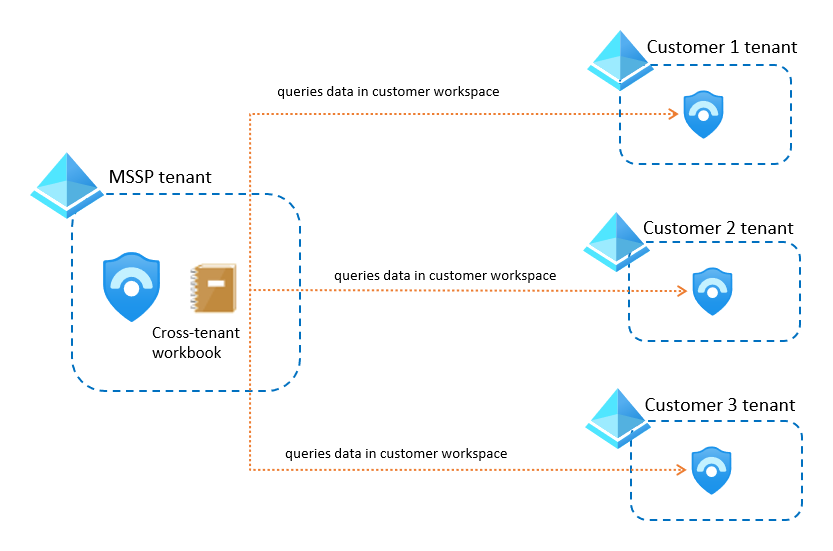 Customer 1 tenant
queries data in customer workspace
MSSP tenant
Customer 2 tenant
queries data in customer workspace
Cross-tenant
workbook
Customer 3 tenant
queries data in customer workspace